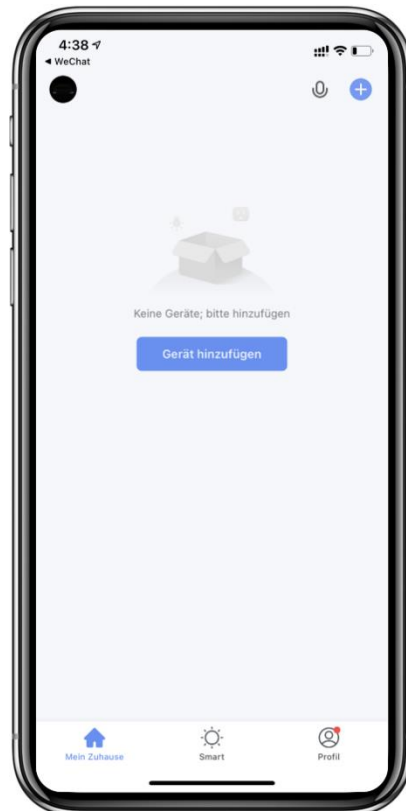 4:38
◀ WeChat
Keine Geräte; bitte hinzufügen
Gerät hinzufügen
Mein Zuhause
Smart
Profil